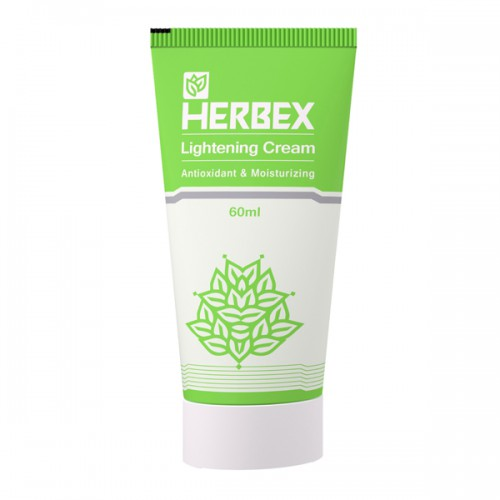 HERBEX
Lightening Cream
Antioxidant & Moisturizing
60ml